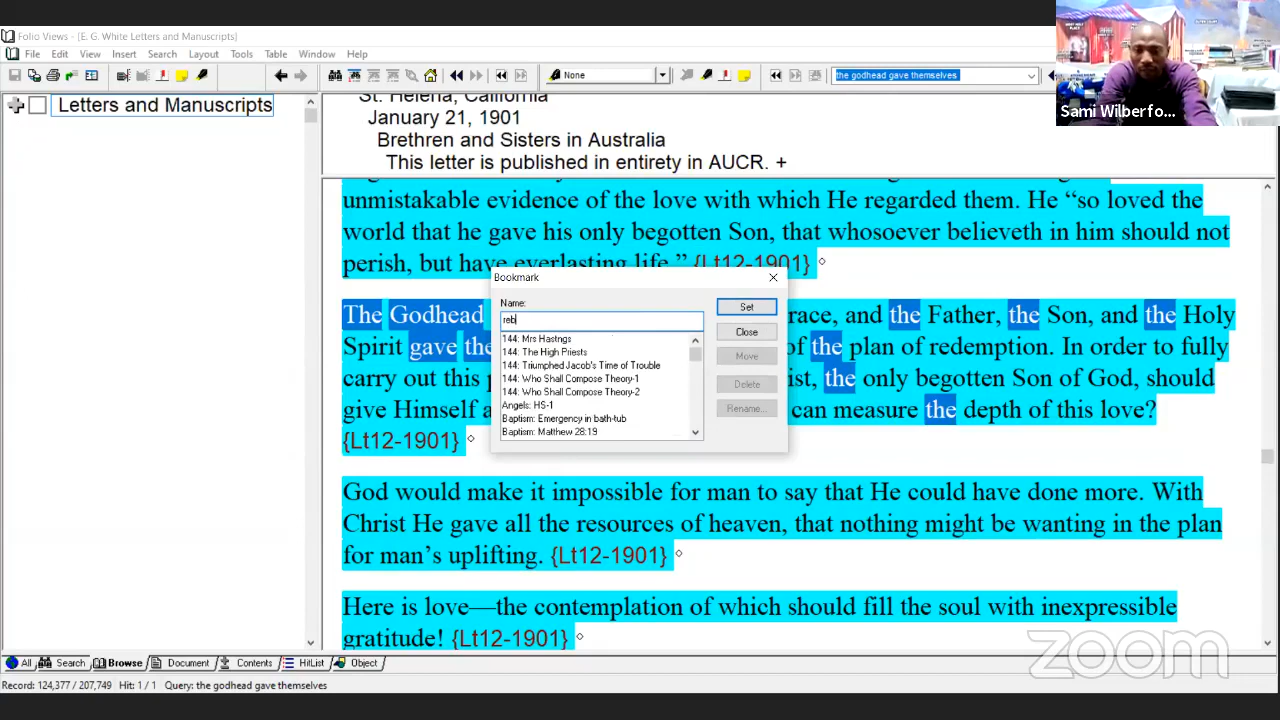 Folio Views - [E. G. White Letters and Manuscripts]
File Edit View Insert Search Layout Tools Table Window Help
None
the godhead gave themselves
Sami Wilberfo...
Letters and Manuscripts
St. Helena, California
January 21, 1901
Brethren and Sisters in Australia
This letter is published in entirety in AUCR. +
unmistakable evidence of the love with which He regarded them. He “so loved the
world that he gave his only begotten Son, that whosoever believeth in him should not
perish, but have everlasting life.” {Lt12-1901}
The Godhead
race, and the Father, the Son, and the Holy
Spirit gave the
of the plan of redemption. In order to fully
carry out this
ist, the only begotten Son of God, should
give Himself a
can measure the depth of this love?
{Lt12-1901}
God would make it impossible for man to say that He could have done more. With
Christ He gave all the resources of heaven, that nothing might be wanting in the plan
for man’s uplifting. {Lt12-1901}
Here is love—the contemplation of which should fill the soul with inexpressible
gratitude! {Lt12-1901}
Bookmark
Name:
reb
144: Mrs Hastngs
144: The High Priests
144: Triumphed Jacob's Time of Trouble
144: Who Shall Compose Theory-1
144: Who Shall Compose Theory-2
Angels: HS-1
Baptism: Emergency in bath-tub
Baptism: Matthew 28:19
Set
Close
Move
Delete
Rename...
All Search Browse Document Contents HitList Object
Record: 124,377 / 207,749 Hit: 1 / 1 Query: the godhead gave themselves
zoom